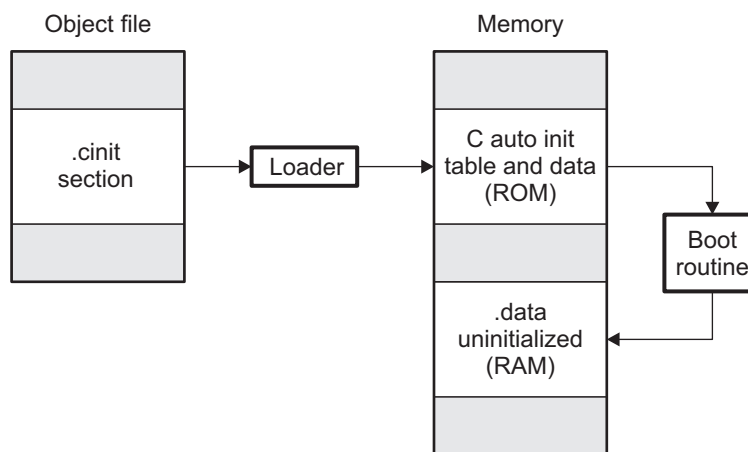 Object file
Memory
.cinit
section
Loader
C auto init
table and data
(ROM)
Boot
routine
.data
uninitialized
(RAM)